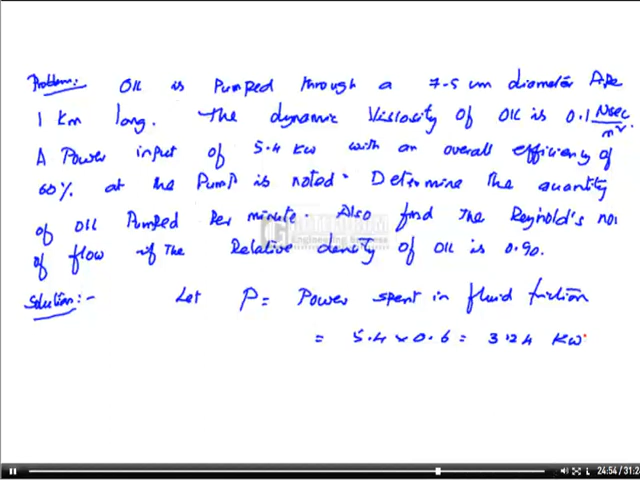 Problem:- Oil is Pumped through a 7.5 cm diameter Pipe
1 km long. The dynamic Viscosity of Oil is 0.1 Nsec/m².
A Power input of 5.4 KW with an overall efficiency of
60% at the Pump is noted. Determine the quantity
of oil Pumped Per minute. Also find the Reynold's no.
of flow if The Relative density of Oil is 0.90.
Solution:- Let P = Power spent in fluid friction
= 5.4 x 0.6 = 3.24 KW
24:54 / 31:2